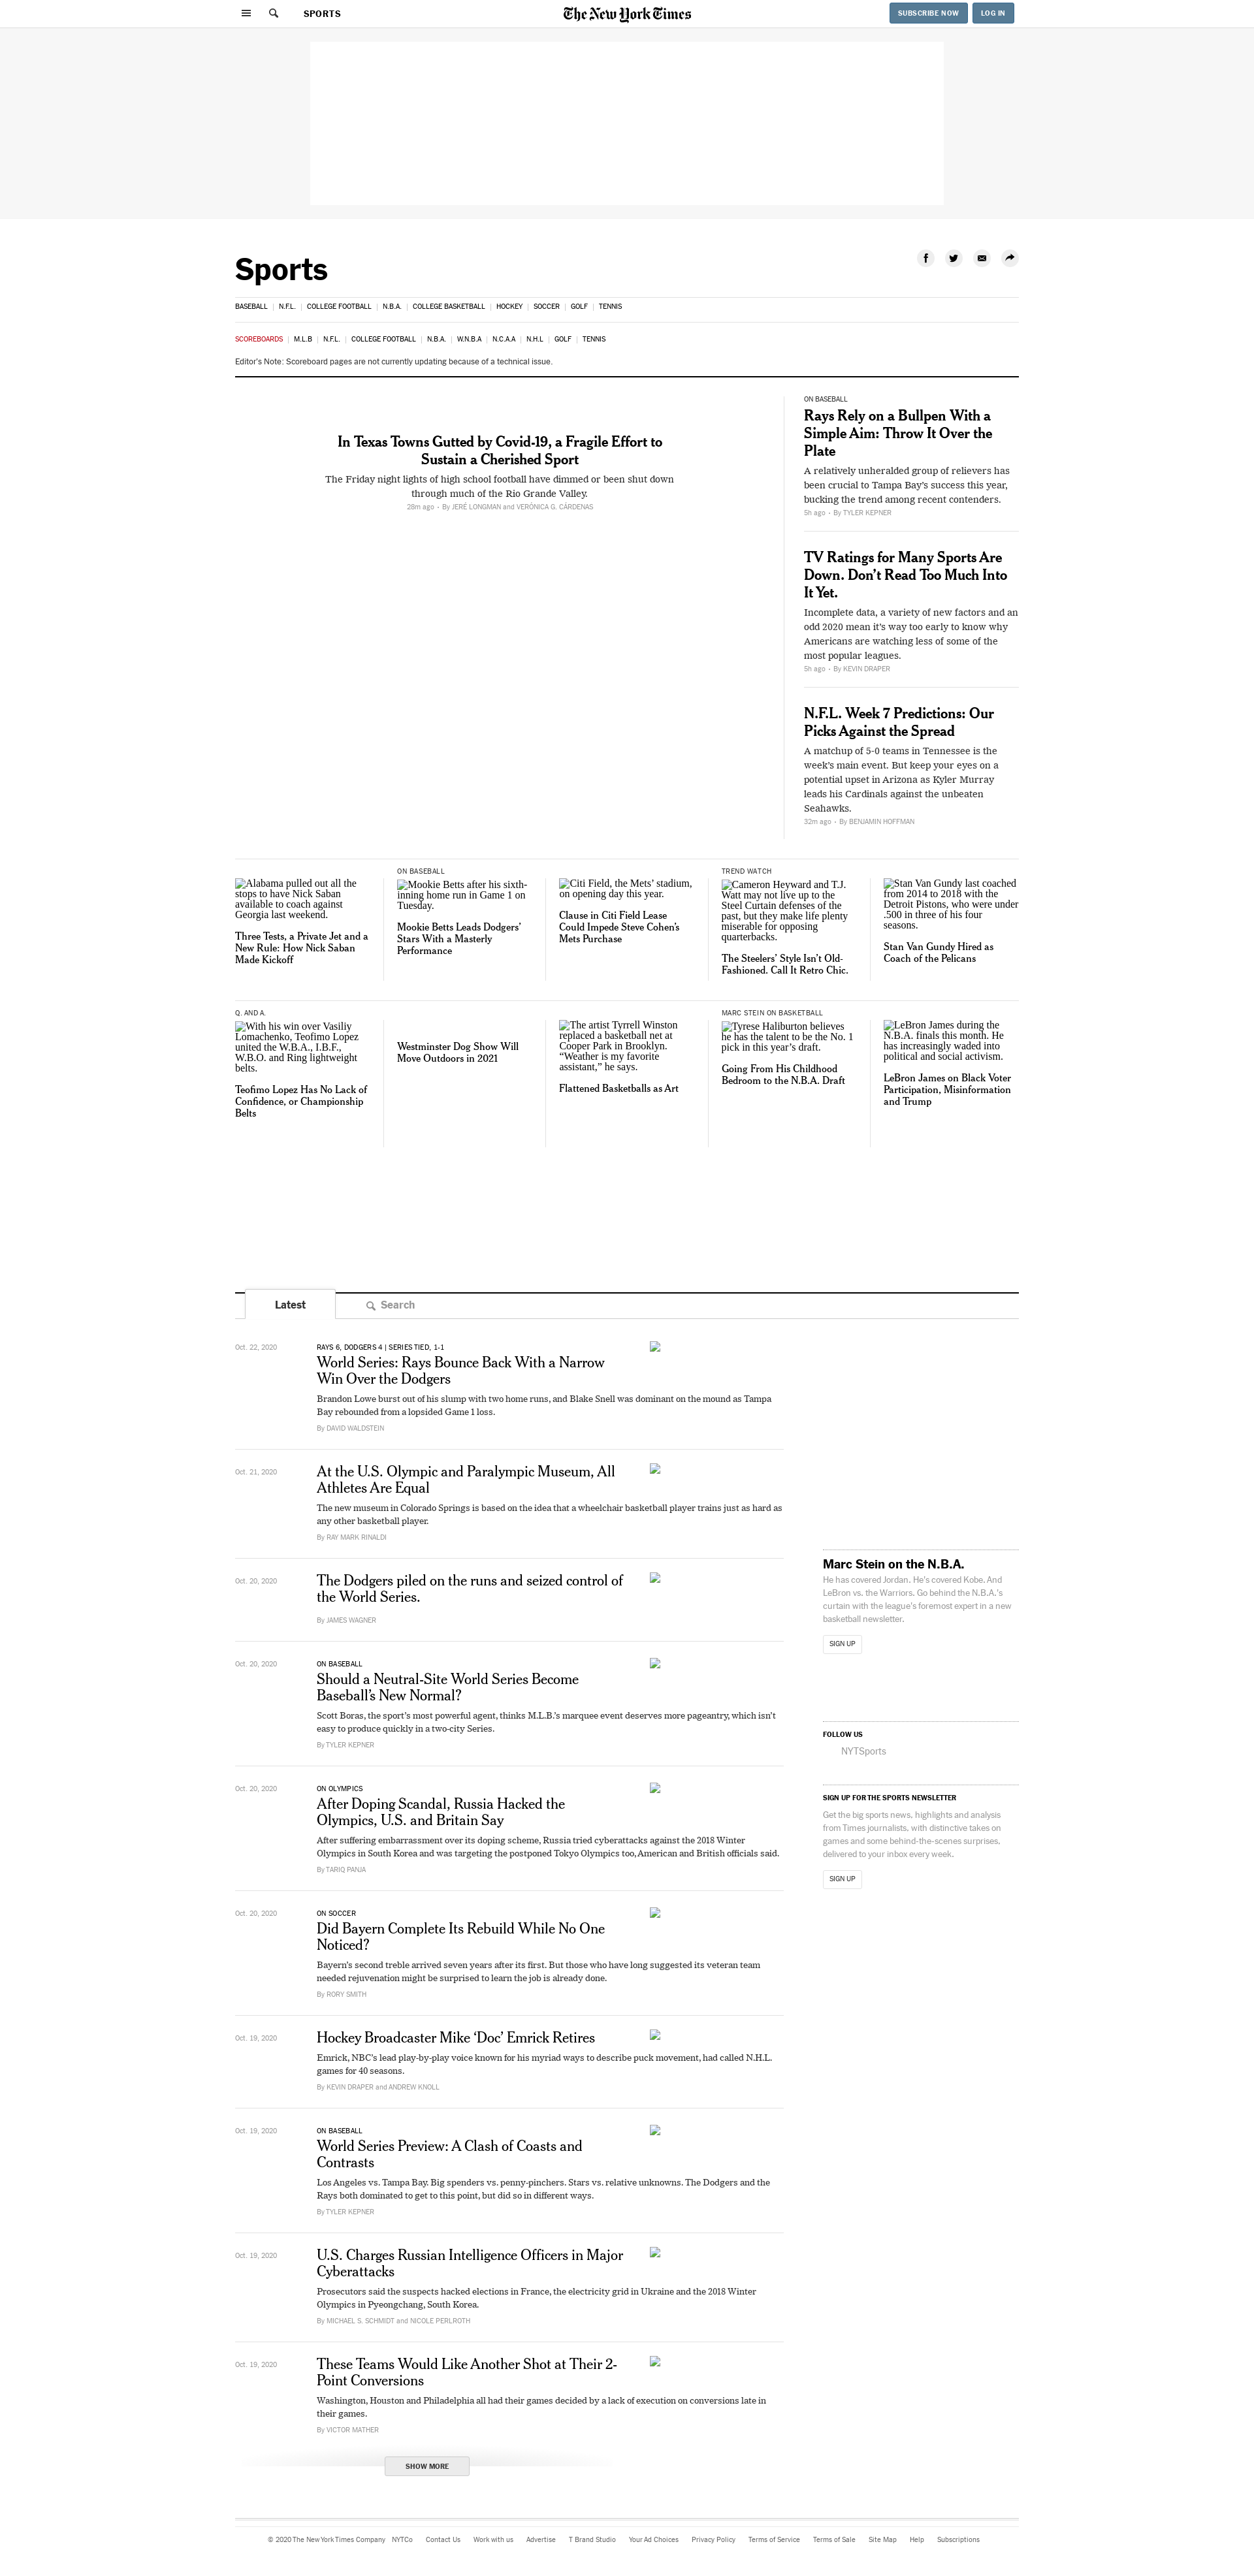 SPORTS
The New York Times
SUBSCRIBE NOW
LOG IN
Sports
BASEBALL | N.F.L. | COLLEGE FOOTBALL | N.B.A. | COLLEGE BASKETBALL | HOCKEY | SOCCER | GOLF | TENNIS
SCOREBOARDS | M.L.B | N.F.L. | COLLEGE FOOTBALL | N.B.A. | W.N.B.A | N.C.A.A | N.H.L | GOLF | TENNIS
Editor's Note: Scoreboard pages are not currently updating because of a technical issue.
In Texas Towns Gutted by Covid-19, a Fragile Effort to
Sustain a Cherished Sport
The Friday night lights of high school football have dimmed or been shut down
through much of the Rio Grande Valley.
28m ago • By JERÉ LONGMAN and VERÓNICA G. CÁRDENAS
ON BASEBALL
Rays Rely on a Bullpen With a
Simple Aim: Throw It Over the
Plate
A relatively unheralded group of relievers has
been crucial to Tampa Bay's success this year,
bucking the trend among recent contenders.
5h ago • By TYLER KEPNER
TV Ratings for Many Sports Are
Down. Don't Read Too Much Into
It Yet.
Incomplete data, a variety of new factors and an
odd 2020 mean it's way too early to know why
Americans are watching less of some of the
most popular leagues.
5h ago • By KEVIN DRAPER
N.F.L. Week 7 Predictions: Our
Picks Against the Spread
A matchup of 5-0 teams in Tennessee is the
week's main event. But keep your eyes on a
potential upset in Arizona as Kyler Murray
leads his Cardinals against the unbeaten
Seahawks.
32m ago • By BENJAMIN HOFFMAN
Alabama pulled out all the
stops to have Nick Saban
available to coach against
Georgia last weekend.
Three Tests, a Private Jet and a
New Rule: How Nick Saban
Made Kickoff
ON BASEBALL
Mookie Betts after his sixth-
inning home run in Game 1 on
Tuesday.
Mookie Betts Leads Dodgers'
Stars With a Masterly
Performance
Citi Field, the Mets' stadium,
on opening day this year.
Clause in Citi Field Lease
Could Impede Steve Cohen's
Mets Purchase
TREND WATCH
Cameron Heyward and T.J.
Watt may not live up to the
Steel Curtain defenses of the
past, but they make life plenty
miserable for opposing
quarterbacks.
The Steelers' Style Isn't Old-
Fashioned. Call It Retro Chic.
Stan Van Gundy last coached
from 2014 to 2018 with the
Detroit Pistons, who were under
.500 in three of his four
seasons.
Stan Van Gundy Hired as
Coach of the Pelicans
Q. AND A.
With his win over Vasiliy
Lomachenko, Teofimo Lopez
united the W.B.A., I.B.F.,
W.B.O. and Ring lightweight
belts.
Teofimo Lopez Has No Lack of
Confidence, or Championship
Belts
Westminster Dog Show Will
Move Outdoors in 2021
The artist Tyrrell Winston
replaced a basketball net at
Cooper Park in Brooklyn.
“Weather is my favorite
assistant,” he says.
Flattened Basketballs as Art
MARC STEIN ON BASKETBALL
Tyrese Haliburton believes
he has the talent to be the No. 1
pick in this year's draft.
Going From His Childhood
Bedroom to the N.B.A. Draft
LeBron James during the
N.B.A. finals this month. He
has increasingly waded into
political and social activism.
LeBron James on Black Voter
Participation, Misinformation
and Trump
Latest
Search
Oct. 22, 2020
RAYS 6, DODGERS 4 | SERIES TIED, 1-1
World Series: Rays Bounce Back With a Narrow
Win Over the Dodgers
Brandon Lowe burst out of his slump with two home runs, and Blake Snell was dominant on the mound as Tampa
Bay rebounded from a lopsided Game 1 loss.
By DAVID WALDSTEIN
Oct. 21, 2020
At the U.S. Olympic and Paralympic Museum, All
Athletes Are Equal
The new museum in Colorado Springs is based on the idea that a wheelchair basketball player trains just as hard as
any other basketball player.
By RAY MARK RINALDI
Oct. 20, 2020
The Dodgers piled on the runs and seized control of
the World Series.
By JAMES WAGNER
Oct. 20, 2020
ON BASEBALL
Should a Neutral-Site World Series Become
Baseball's New Normal?
Scott Boras, the sport's most powerful agent, thinks M.L.B.'s marquee event deserves more pageantry, which isn't
easy to produce quickly in a two-city Series.
By TYLER KEPNER
Oct. 20, 2020
ON OLYMPICS
After Doping Scandal, Russia Hacked the
Olympics, U.S. and Britain Say
After suffering embarrassment over its doping scheme, Russia tried cyberattacks against the 2018 Winter
Olympics in South Korea and was targeting the postponed Tokyo Olympics too, American and British officials said.
By TARIQ PANJA
Oct. 20, 2020
ON SOCCER
Did Bayern Complete Its Rebuild While No One
Noticed?
Bayern's second treble arrived seven years after its first. But those who have long suggested its veteran team
needed rejuvenation might be surprised to learn the job is already done.
By RORY SMITH
Oct. 19, 2020
Hockey Broadcaster Mike ‘Doc’ Emrick Retires
Emrick, NBC's lead play-by-play voice known for his myriad ways to describe puck movement, had called N.H.L.
games for 40 seasons.
By KEVIN DRAPER and ANDREW KNOLL
Oct. 19, 2020
ON BASEBALL
World Series Preview: A Clash of Coasts and
Contrasts
Los Angeles vs. Tampa Bay. Big spenders vs. penny-pinchers. Stars vs. relative unknowns. The Dodgers and the
Rays both dominated to get to this point, but did so in different ways.
By TYLER KEPNER
Oct. 19, 2020
U.S. Charges Russian Intelligence Officers in Major
Cyberattacks
Prosecutors said the suspects hacked elections in France, the electricity grid in Ukraine and the 2018 Winter
Olympics in Pyeongchang, South Korea.
By MICHAEL S. SCHMIDT and NICOLE PERLROTH
Oct. 19, 2020
These Teams Would Like Another Shot at Their 2-
Point Conversions
Washington, Houston and Philadelphia all had their games decided by a lack of execution on conversions late in
their games.
By VICTOR MATHER
SHOW MORE
Marc Stein on the N.B.A.
He has covered Jordan. He's covered Kobe. And
LeBron vs. the Warriors. Go behind the N.B.A.'s
curtain with the league's foremost expert in a new
basketball newsletter.
SIGN UP
FOLLOW US
NYTSports
SIGN UP FOR THE SPORTS NEWSLETTER
Get the big sports news, highlights and analysis
from Times journalists, with distinctive takes on
games and some behind-the-scenes surprises,
delivered to your inbox every week.
SIGN UP
© 2020 The New York Times Company NYTCo Contact Us Work with us Advertise T Brand Studio Your Ad Choices Privacy Policy Terms of Service Terms of Sale Site Map Help Subscriptions